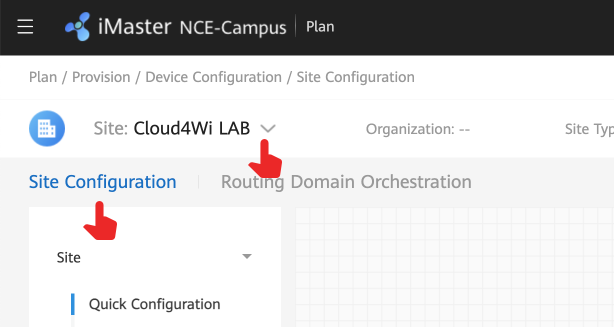 iMaster NCE-Campus Plan
Plan / Provision / Device Configuration / Site Configuration
Site: Cloud4Wi LAB Organization: -- Site Typ
Site Configuration Routing Domain Orchestration
Site
Quick Configuration